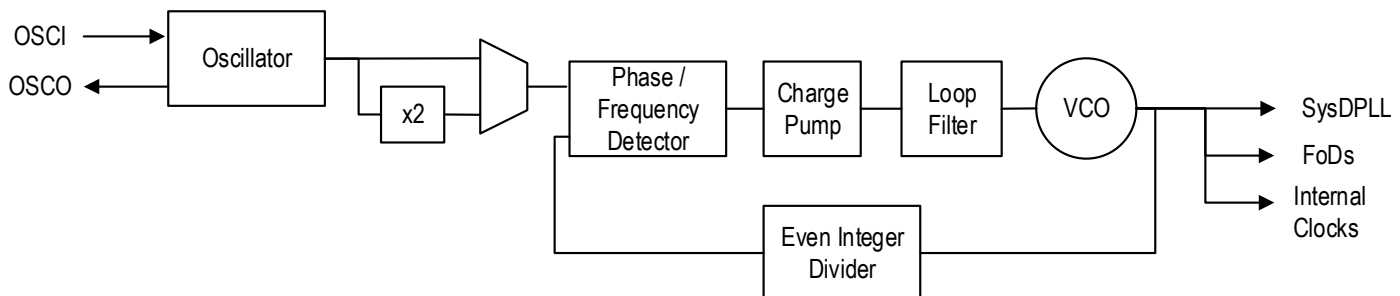 OSCI
OSCO
Oscillator
x2
Phase /
Frequency
Detector
Charge
Pump
Loop
Filter
VCO
SysDPLL
FoDs
Internal
Clocks
Even Integer
Divider